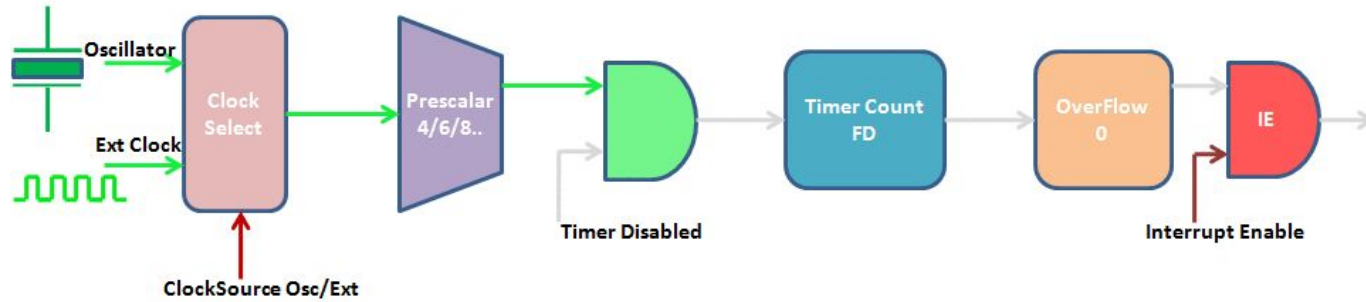 Oscillator
Ext Clock
Clock
Select
ClockSource Osc/Ext
Prescalar
4/6/8..
Timer Disabled
Timer Count
FD
OverFlow
0
IE
Interrupt Enable